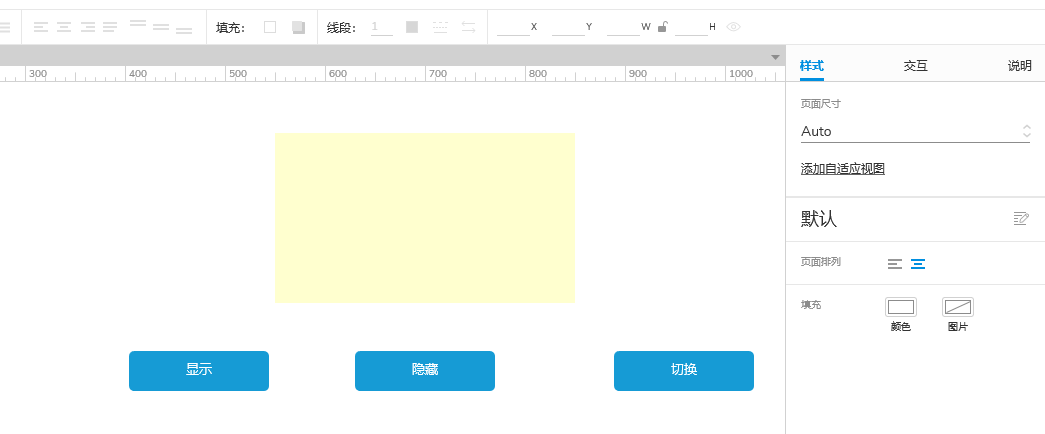 填充: 线段: 1 X Y W H
300 400 500 600 700 800 900 1000
样式 交互 说明
页面尺寸
Auto
添加自适应视图
默认
页面排列
填充
颜色 图片
显示 隐藏 切换